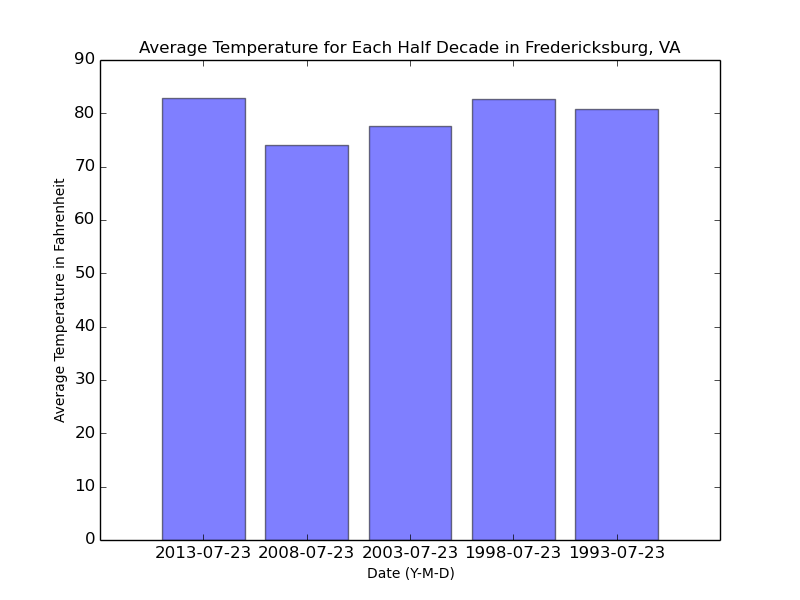 Average Temperature for Each Half Decade in Fredericksburg, VA
90
80
70
60
50
40
30
20
10
0
Average Temperature in Fahrenheit
2013-07-23 2008-07-23 2003-07-23 1998-07-23 1993-07-23
Date (Y-M-D)